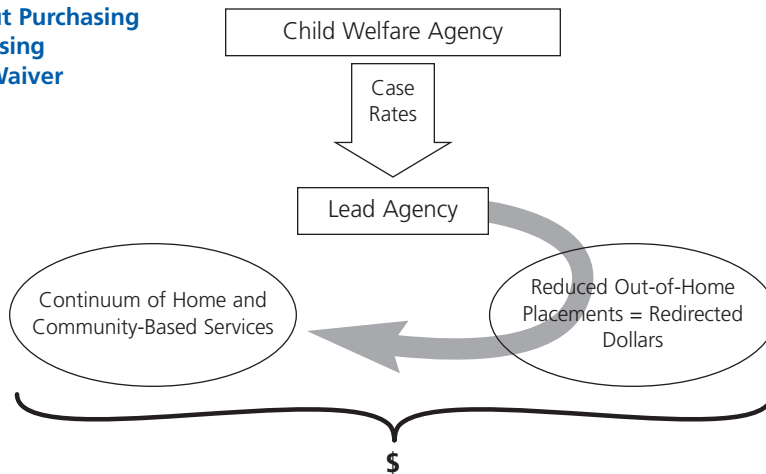 ut Purchasing
sing
Waiver
Child Welfare Agency
Case
Rates
Lead Agency
Continuum of Home and
Community-Based Services
Reduced Out-of-Home
Placements = Redirected
Dollars
$